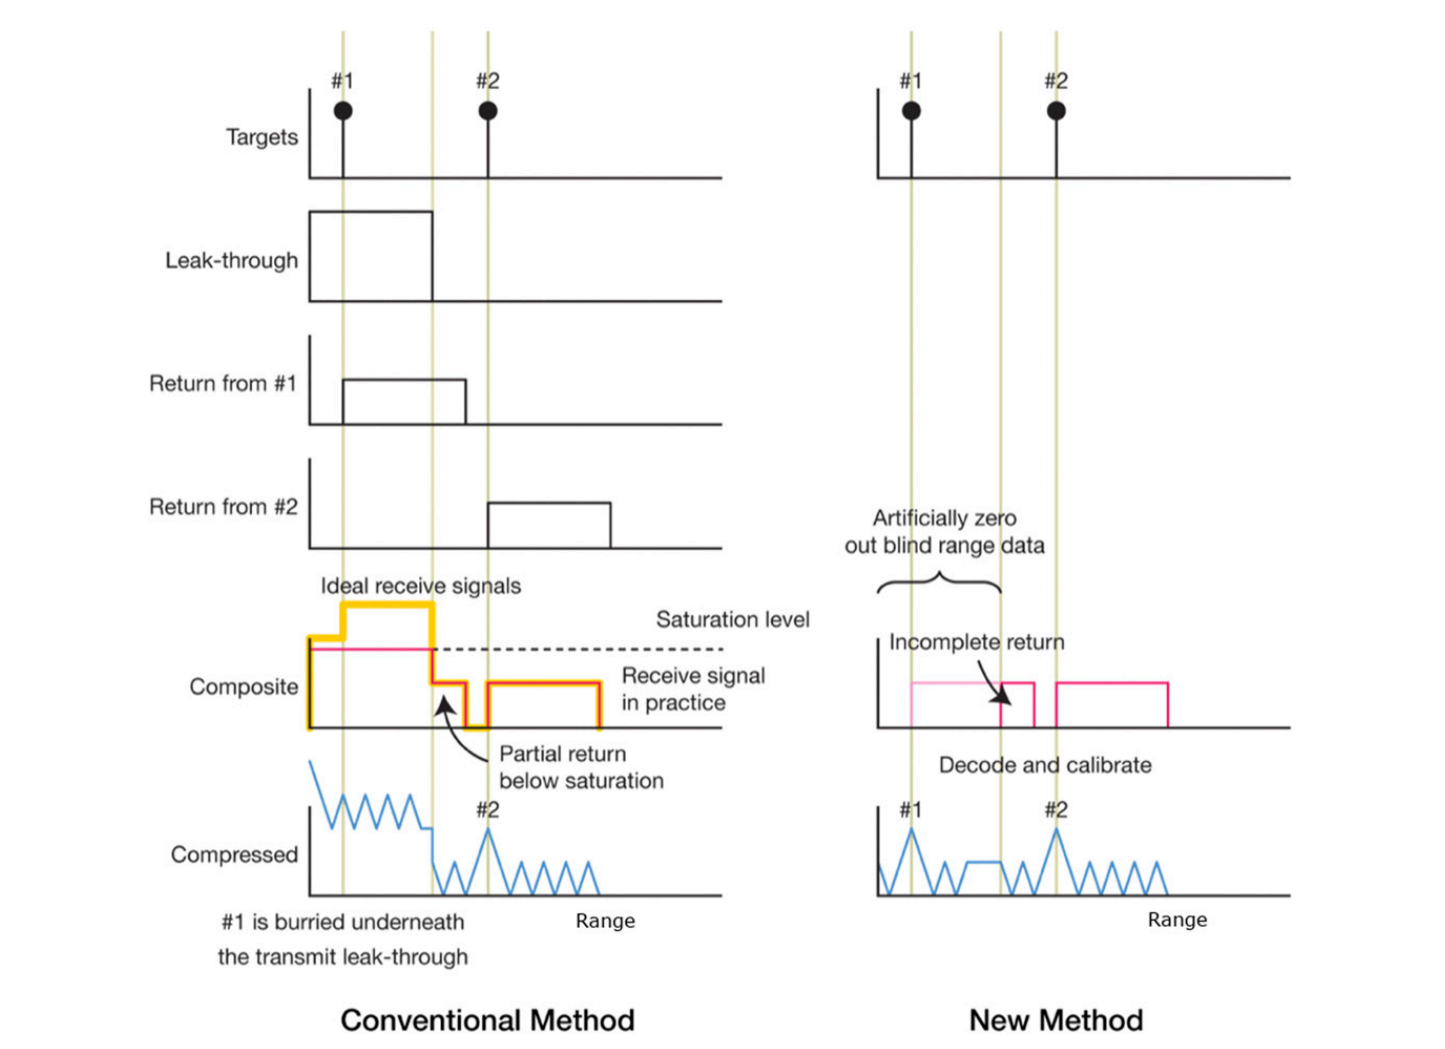 #1
#2
Targets
Leak-through
Return from #1
Return from #2
Ideal receive signals
Saturation level
Composite
Receive signal
in practice
Partial return
below saturation
#2
Compressed
#1 is burried underneath
the transmit leak-through
Range
Conventional Method
#1
#2
Artificially zero
out blind range data
Incomplete return
Decode and calibrate
#1
#2
Range
New Method